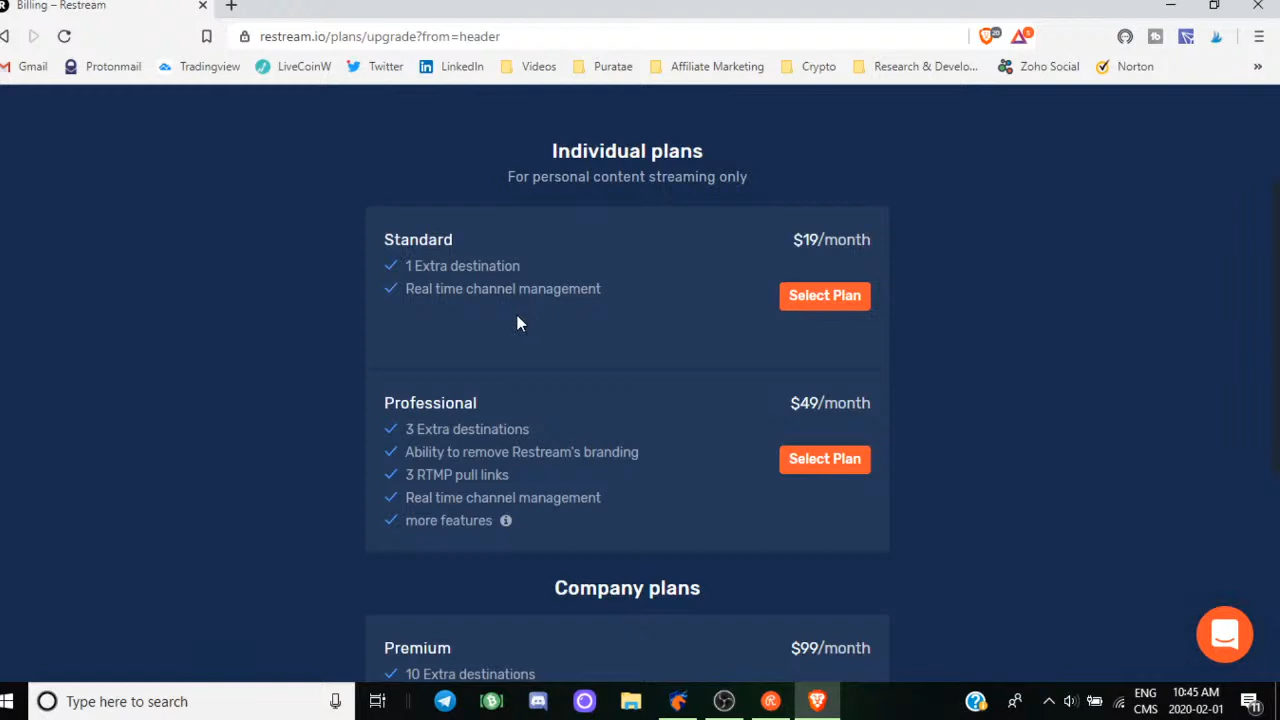 Billing – Restream
restream.io/plans/upgrade?from=header
20
5
Gmail
Protonmail
Tradingview
LiveCoinW
Twitter
LinkedIn
Videos
Puratae
Affiliate Marketing
Crypto
Research & Develo...
Zoho Social
Norton
»
Individual plans
For personal content streaming only
Standard
$19/month
1 Extra destination
Real time channel management
Select Plan
Professional
$49/month
3 Extra destinations
Ability to remove Restream's branding
3 RTMP pull links
Select Plan
Real time channel management
more features
Company plans
Premium
$99/month
10 Extra destinations
Type here to search
ENG
CMS
10:45 AM
2020-02-01
11